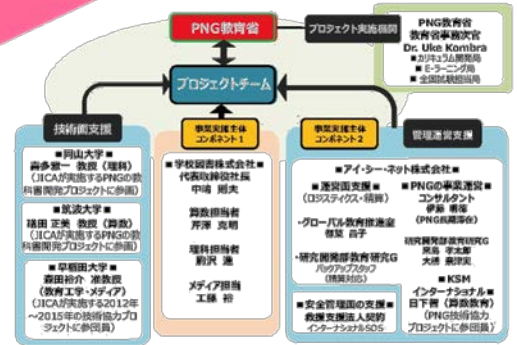 PNG教育省
プロジェクト実施機関
PNG教育省
教育省事務次官
Dr. Uke Kombra
■カリキュラム開発局
■ E-ラーニング局
■ 全国試験担当局
プロジェクトチーム
技術面支援
■岡山大学■
喜多雅一 教授（理科）
（JICAが実施するPNGの教
科書開発プロジェクトに参画）
■筑波大学■
礒田 正美 教授（算数）
（JICAが実施するPNGの教
科書開発プロジェクトに参画）
■早稲田大学■
森田裕介 准教授
（教育工学・メディア）
（JICAが実施する2012年
～2015年の技術協力プロ
ジェクトに参団員）
事業実施主体
コンポネント1
■学校図書株式会社■
代表取締役社長
中嶋 則夫
算数担当者
芹澤 克明
理科担当者
駒沢 進
メディア担当
工藤 裕
事業実施主体
コンポネント2
管理運営支援
■アイ・シー・ネット株式会社■
■運営面支援■
（ロジスティクス・精算）
・グローバル教育推進室
昌子
・研究開発部教育研究G
バックアップスタッフ
（精算対応）
■安全管理面の支援■
救援支援法人契約
インターナショナルSOS
■PNGの事業運営■
コンサルタント
伊藤 明徳
（PNG長期滞在）
研究開発部教育研究G
孝太郎
大橋
■KSM
インターナショナル■
日下智（算数教育）
（PNG技術協力
プロジェクトに参団員）